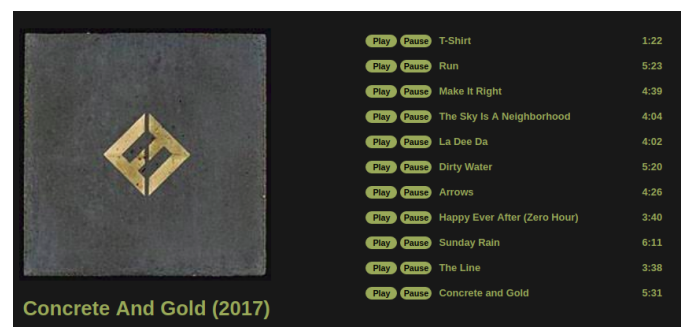 Play Pause T-Shirt 1:22
Play Pause Run 5:23
Play Pause Make It Right 4:39
Play Pause The Sky Is A Neighborhood 4:04
Play Pause La Dee Da 4:02
Play Pause Dirty Water 5:20
Play Pause Arrows 4:26
Play Pause Happy Ever After (Zero Hour) 3:40
Play Pause Sunday Rain 6:11
Play Pause The Line 3:38
Play Pause Concrete and Gold 5:31
Concrete And Gold (2017)